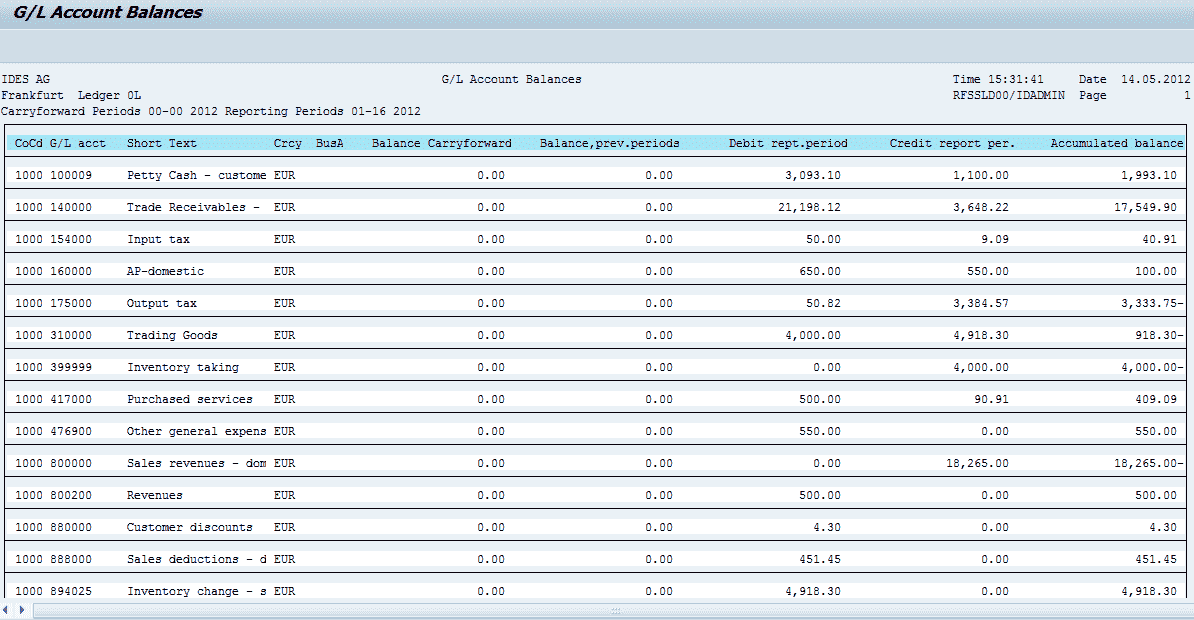 G/L Account Balances
IDES AG G/L Account Balances Time 15:31:41 Date 14.05.2012
Frankfurt Ledger 0L RFSSLD00/IDADMIN Page 1
Carryforward Periods 00-00 2012 Reporting Periods 01-16 2012
CoCd G/L acct Short Text Crcy BusA Balance Carryforward Balance,prev.periods Debit rept.period Credit report per. Accumulated balance
1000 100009 Petty Cash - custome EUR 0.00 0.00 3,093.10 1,100.00 1,993.10
1000 140000 Trade Receivables - EUR 0.00 0.00 21,198.12 3,648.22 17,549.90
1000 154000 Input tax EUR 0.00 0.00 50.00 9.09 40.91
1000 160000 AP-domestic EUR 0.00 0.00 650.00 550.00 100.00
1000 175000 Output tax EUR 0.00 0.00 50.82 3,384.57 3,333.75-
1000 310000 Trading Goods EUR 0.00 0.00 4,000.00 4,918.30 918.30-
1000 399999 Inventory taking EUR 0.00 0.00 0.00 4,000.00 4,000.00-
1000 417000 Purchased services EUR 0.00 0.00 500.00 90.91 409.09
1000 476900 Other general expens EUR 0.00 0.00 550.00 0.00 550.00
1000 800000 Sales revenues - dom EUR 0.00 0.00 0.00 18,265.00 18,265.00-
1000 800200 Revenues EUR 0.00 0.00 500.00 0.00 500.00
1000 880000 Customer discounts EUR 0.00 0.00 4.30 0.00 4.30
1000 888000 Sales deductions - d EUR 0.00 0.00 451.45 0.00 451.45
1000 894025 Inventory change - s EUR 0.00 0.00 4,918.30 0.00 4,918.30